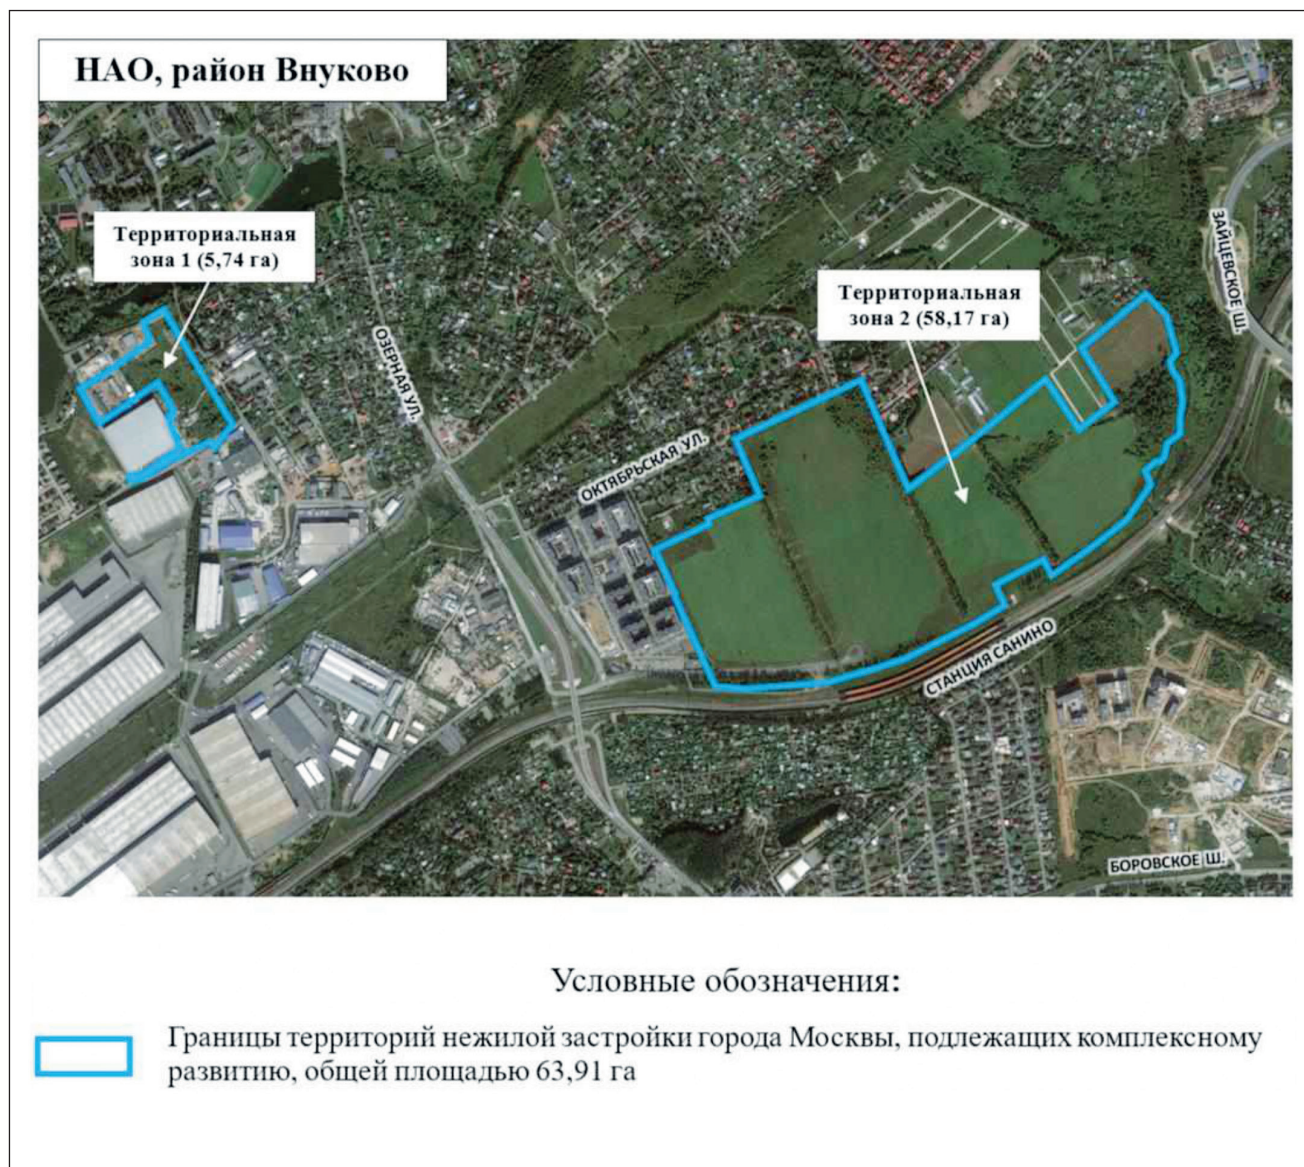 НАО, район Внуково
Территориальная
зона 1 (5,74 га)
ЗАЙЦЕВСКОЕ Ш.
Территориальная
зона 2 (58,17 га)
ОЗЕРНАЯ УЛ.
ОКТЯБРЬСКАЯ УЛ.
СТАНЦИЯ САНИНО
БОРОВСКОЕ Ш.
Условные обозначения:
Границы территорий нежилой застройки города Москвы, подлежащих комплексному
развитию, общей площадью 63,91 га